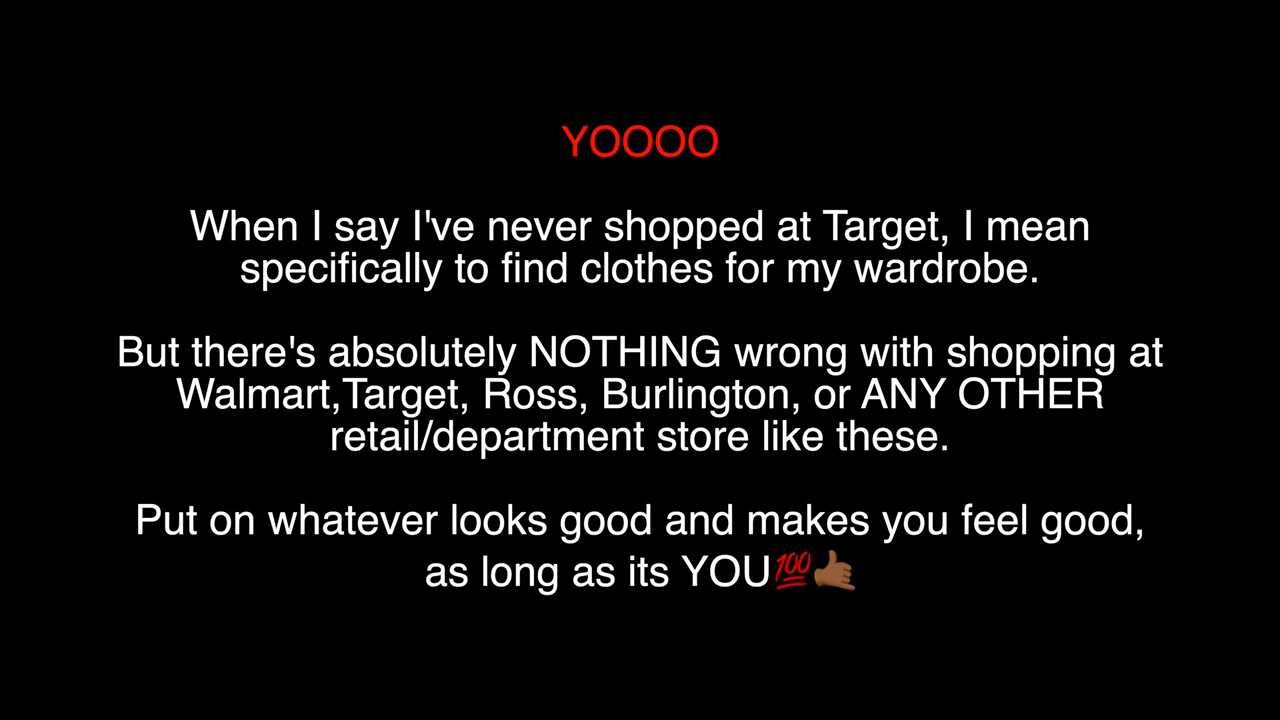 YOOOO
When I say I've never shopped at Target, I mean
specifically to find clothes for my wardrobe.
But there's absolutely NOTHING wrong with shopping at
Walmart,Target, Ross, Burlington, or ANY OTHER
retail/department store like these.
Put on whatever looks good and makes you feel good,
as long as its YOU💯🤙🏾